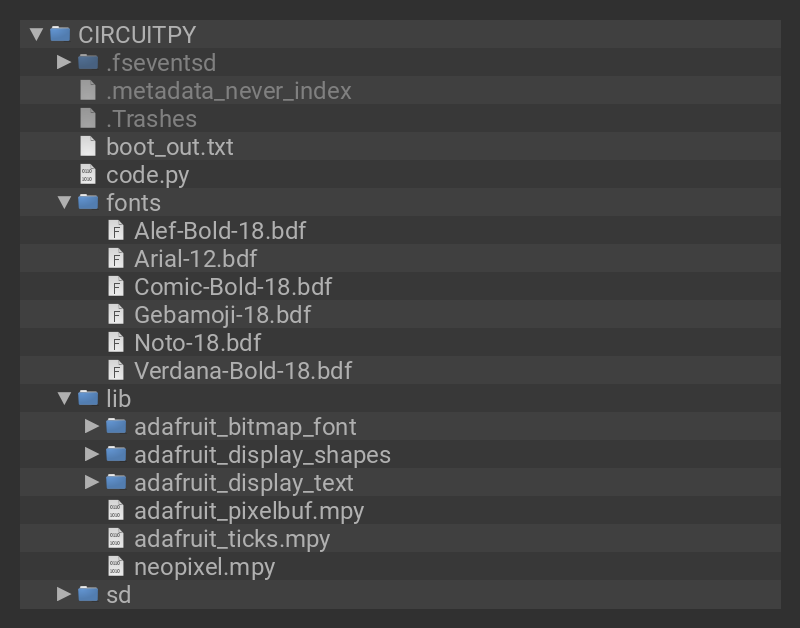 CIRCUITPY
.fseventsd
.metadata_never_index
.Trashes
boot_out.txt
code.py
fonts
Alef-Bold-18.bdf
Arial-12.bdf
Comic-Bold-18.bdf
Gebamoji-18.bdf
Noto-18.bdf
Verdana-Bold-18.bdf
lib
adafruit_bitmap_font
adafruit_display_shapes
adafruit_display_text
adafruit_pixelbuf.mpy
adafruit_ticks.mpy
neopixel.mpy
sd